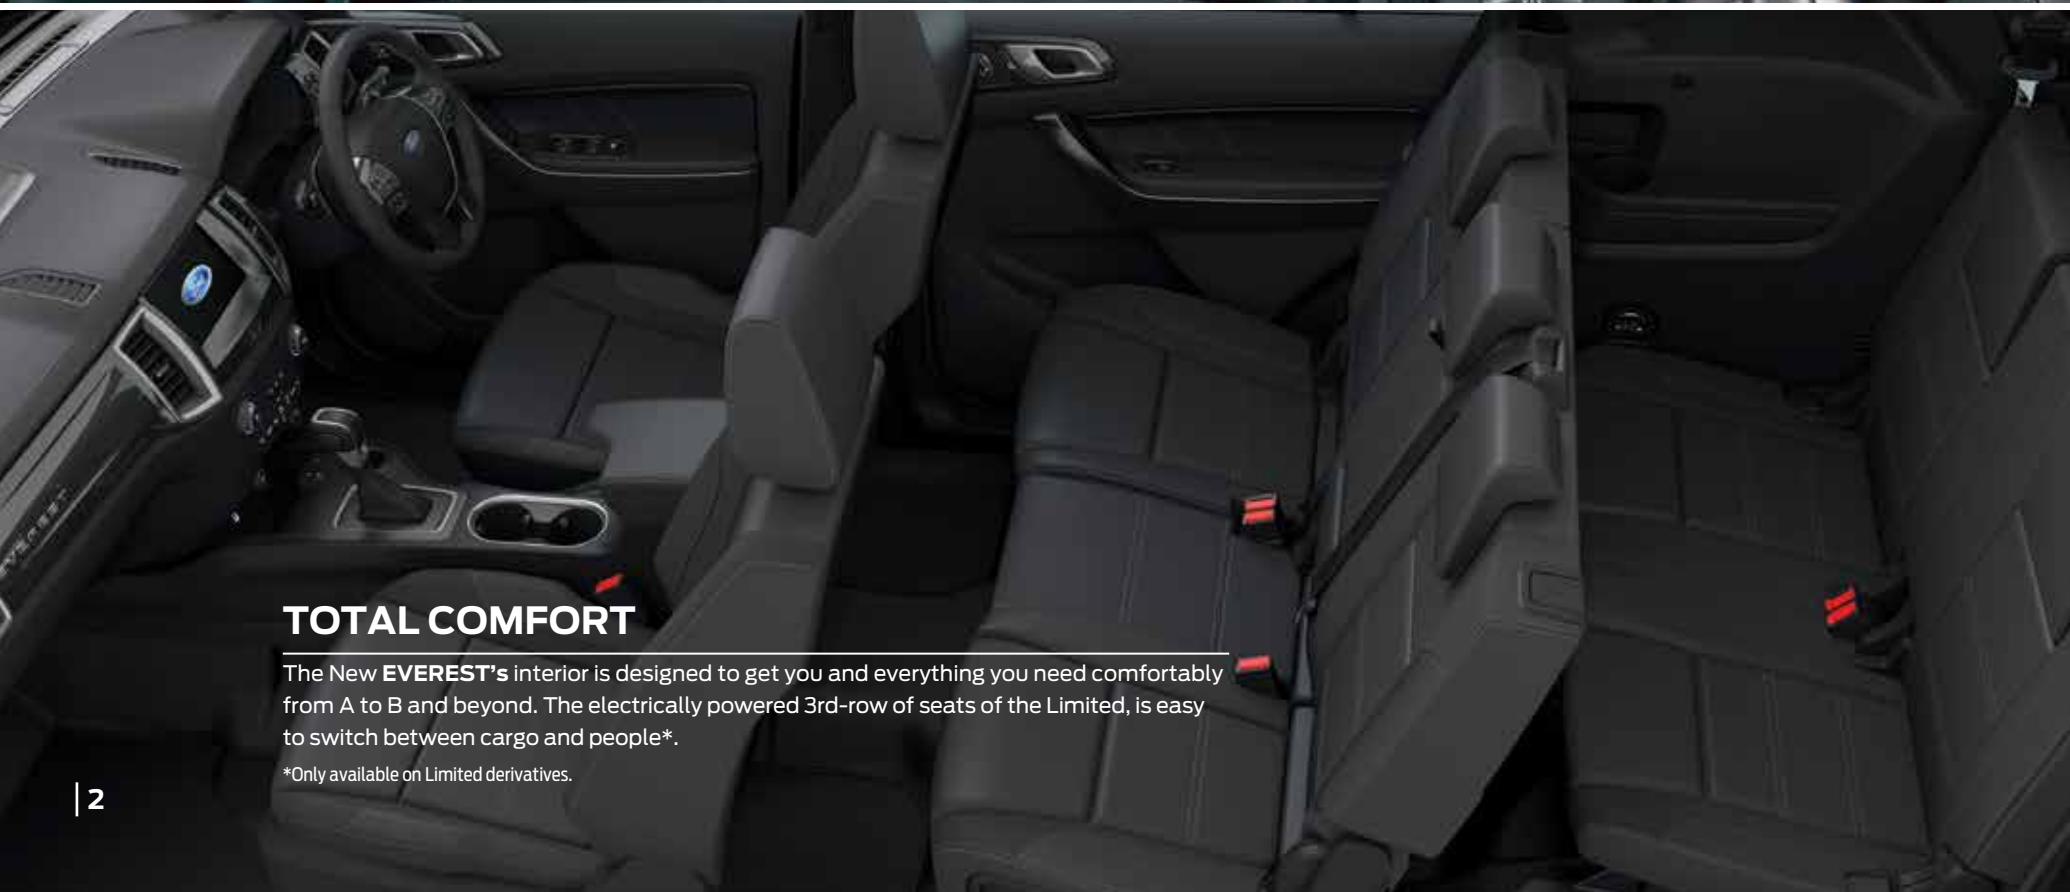 TOTAL COMFORT
The New EVEREST's interior is designed to get you and everything you need comfortably
from A to B and beyond. The electrically powered 3rd-row of seats of the Limited, is easy
to switch between cargo and people*.
*Only available on Limited derivatives.
|2
EVEREST